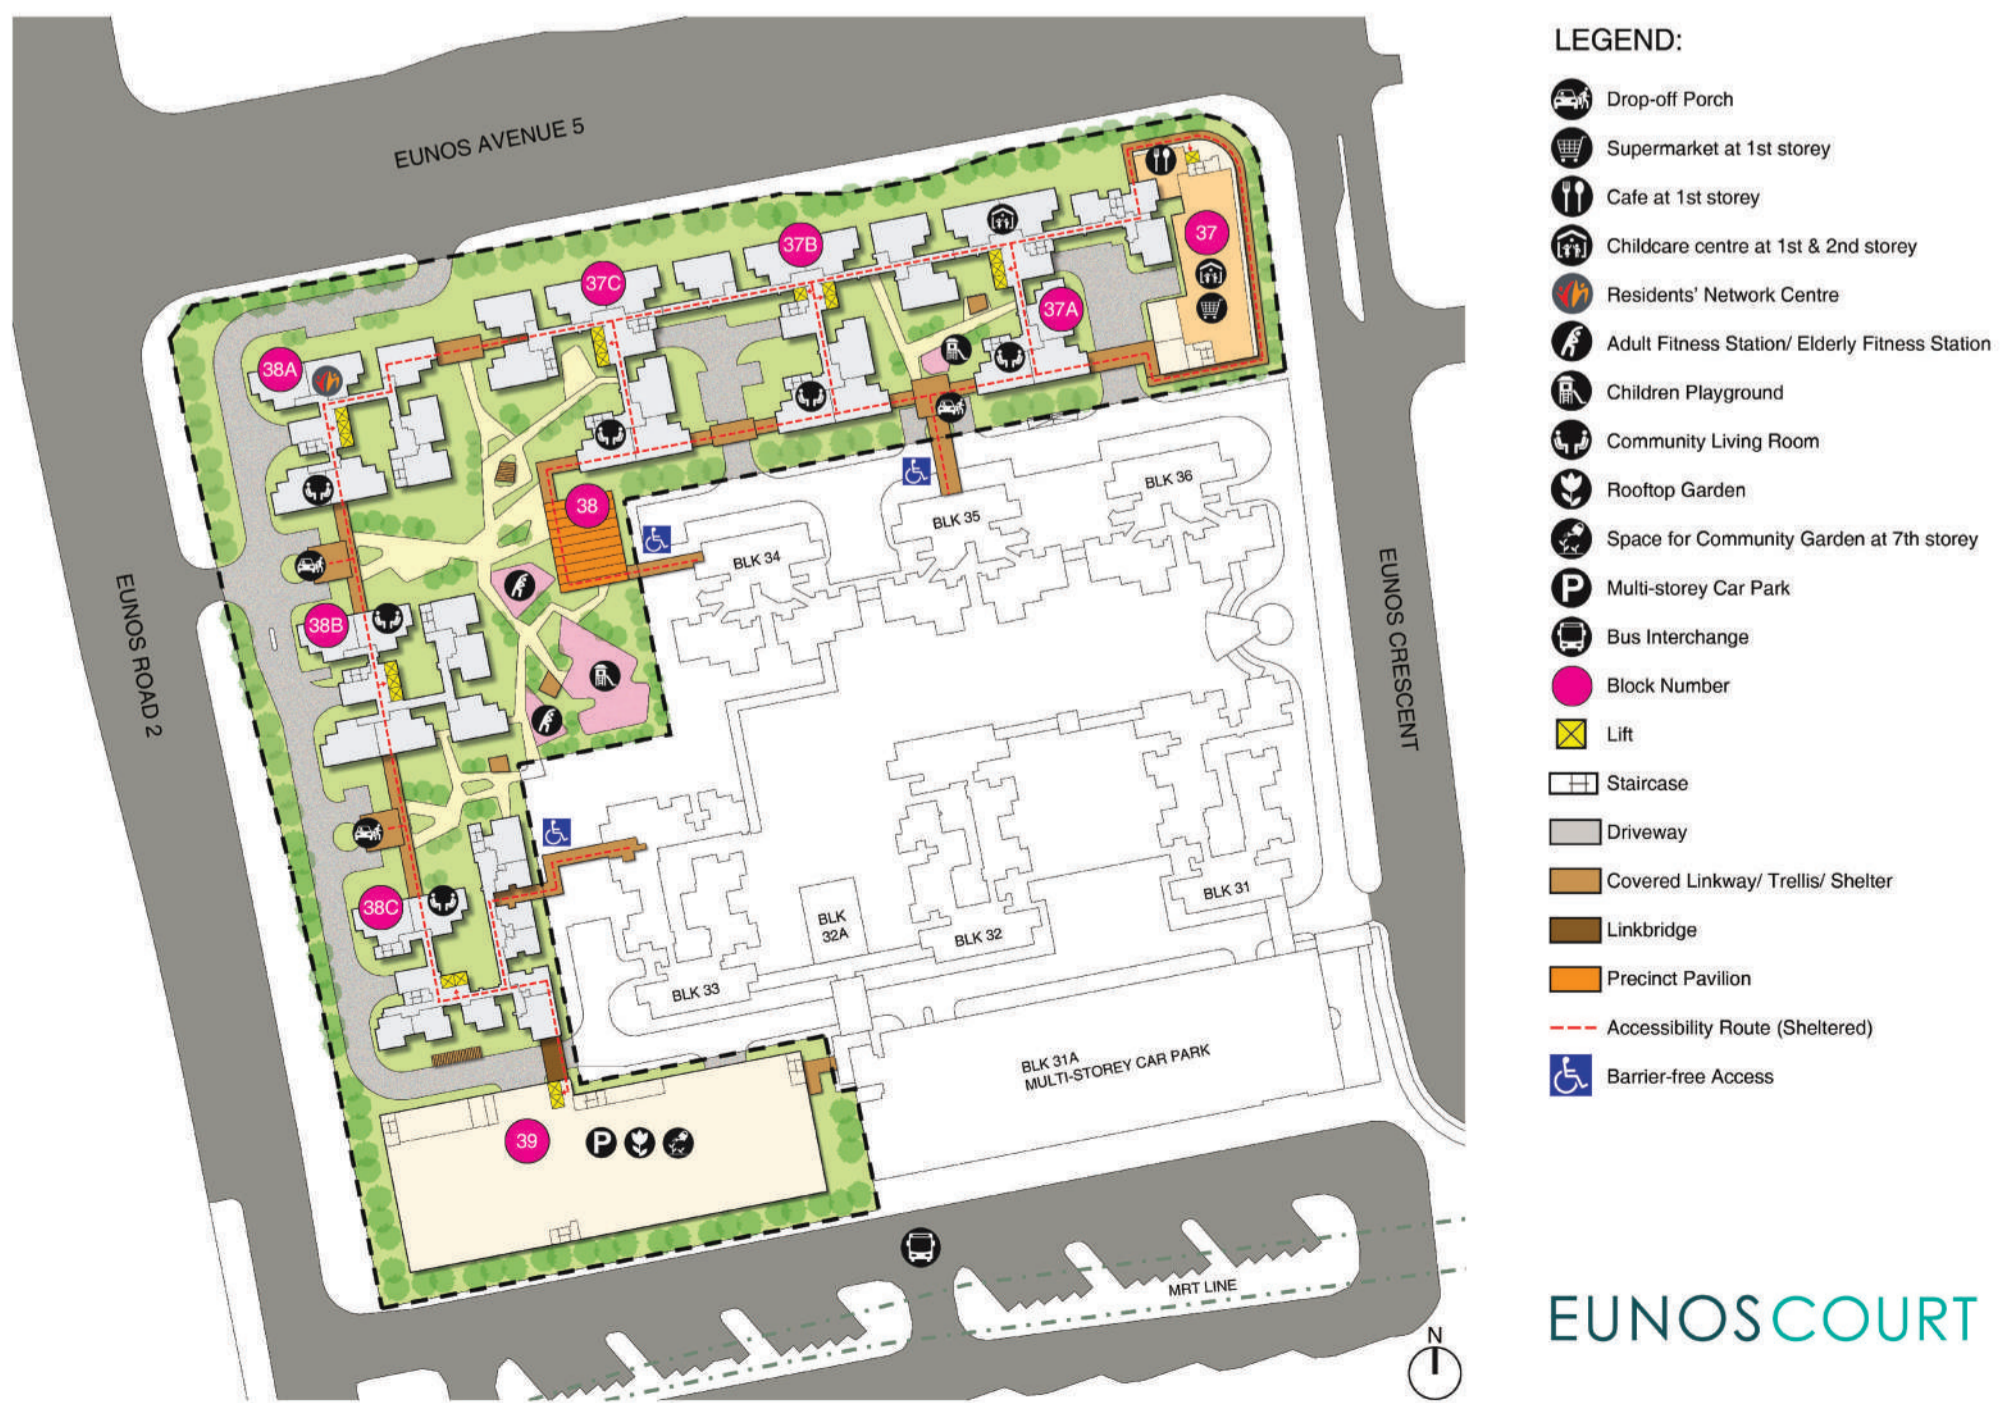 EUNOS AVENUE 5
37
37B
37C
37A
38A
38
BLK 36
BLK 35
BLK 34
EUNOS ROAD 2
EUNOS CRESCENT
38B
38C
BLK
32A
BLK 31
BLK 32
BLK 33
BLK 31A
MULTI-STOREY CAR PARK
39
P
MRT LINE
N
LEGEND:
Drop-off Porch
Supermarket at 1st storey
Cafe at 1st storey
Childcare centre at 1st & 2nd storey
Residents' Network Centre
Adult Fitness Station/ Elderly Fitness Station
Children Playground
Community Living Room
Rooftop Garden
Space for Community Garden at 7th storey
P Multi-storey Car Park
Bus Interchange
Block Number
Lift
Staircase
Driveway
Covered Linkway/ Trellis/ Shelter
Linkbridge
Precinct Pavilion
Accessibility Route (Sheltered)
Barrier-free Access
EUNOSCOURT